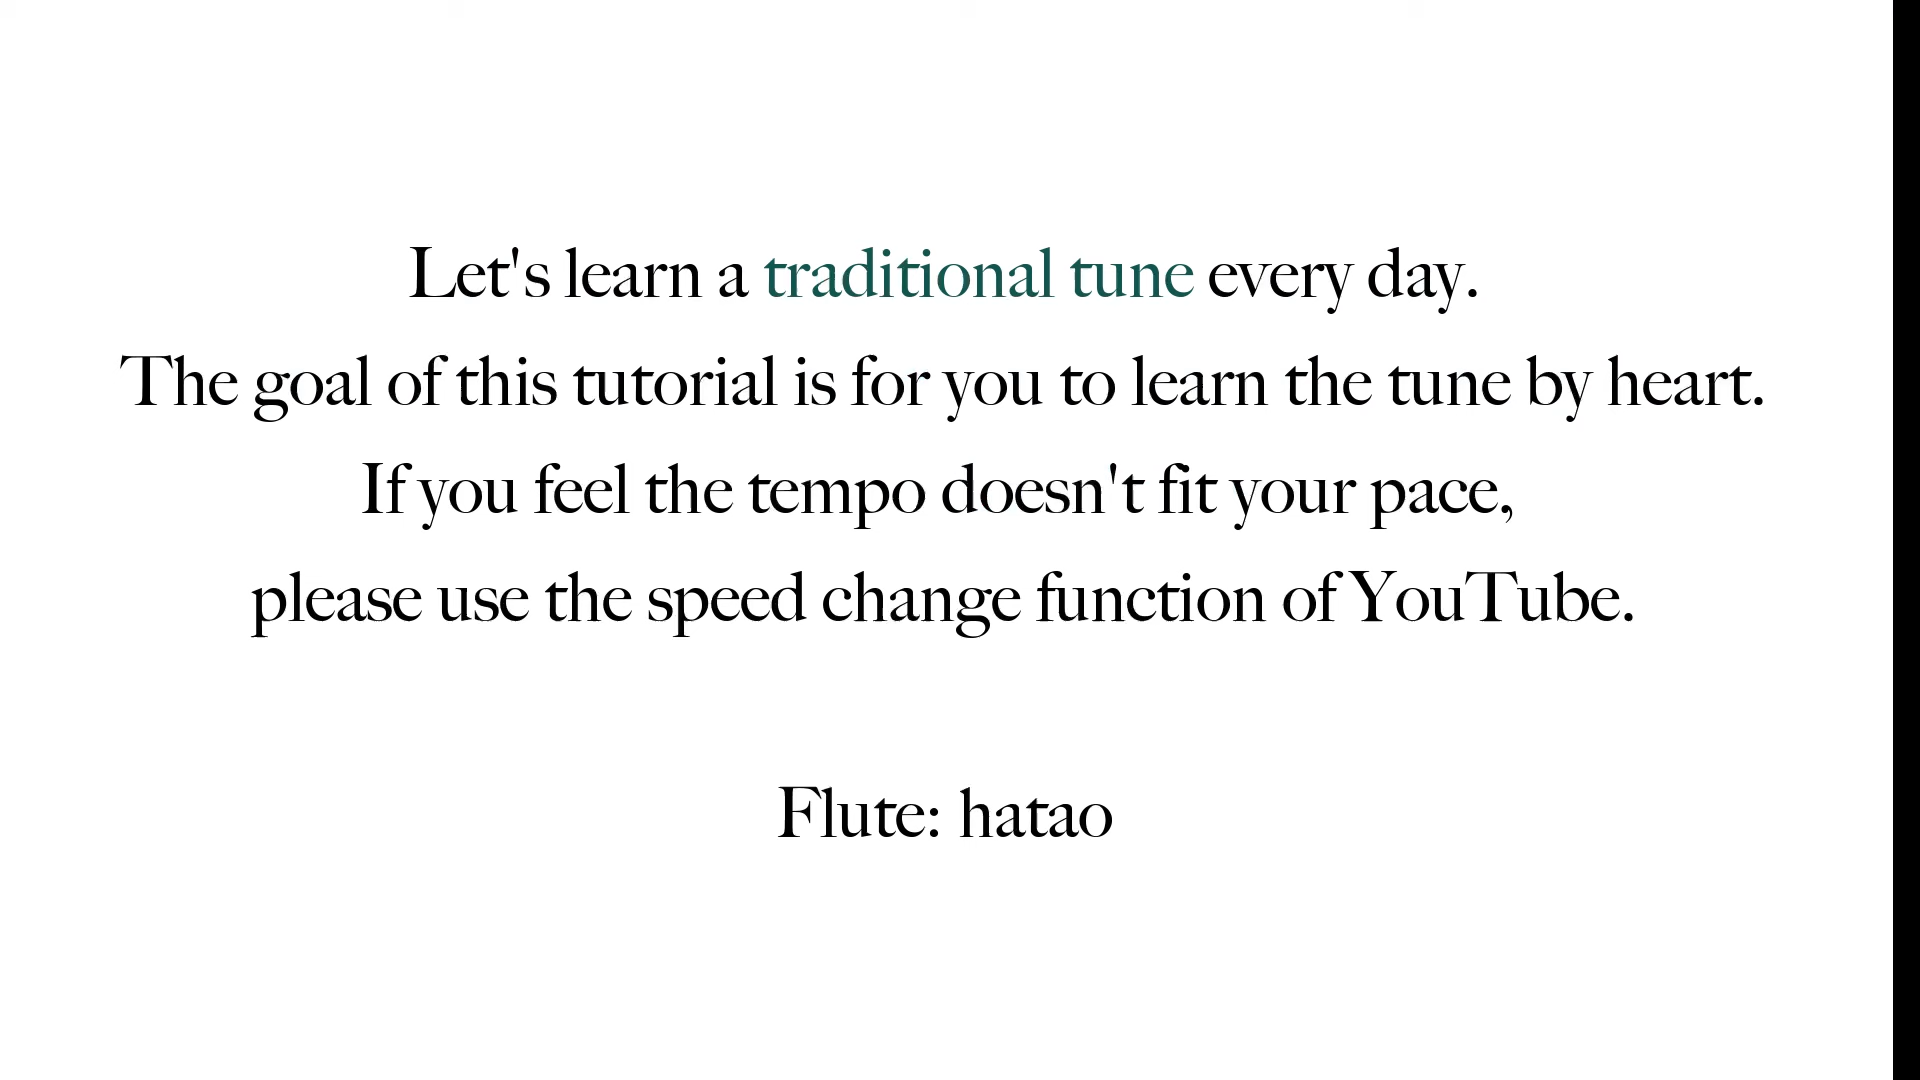 Let's learn a traditional tune every day.
The goal of this tutorial is for you to learn the tune by heart.
If you feel the tempo doesn't fit your pace,
please use the speed change function of YouTube.
Flute: hatao